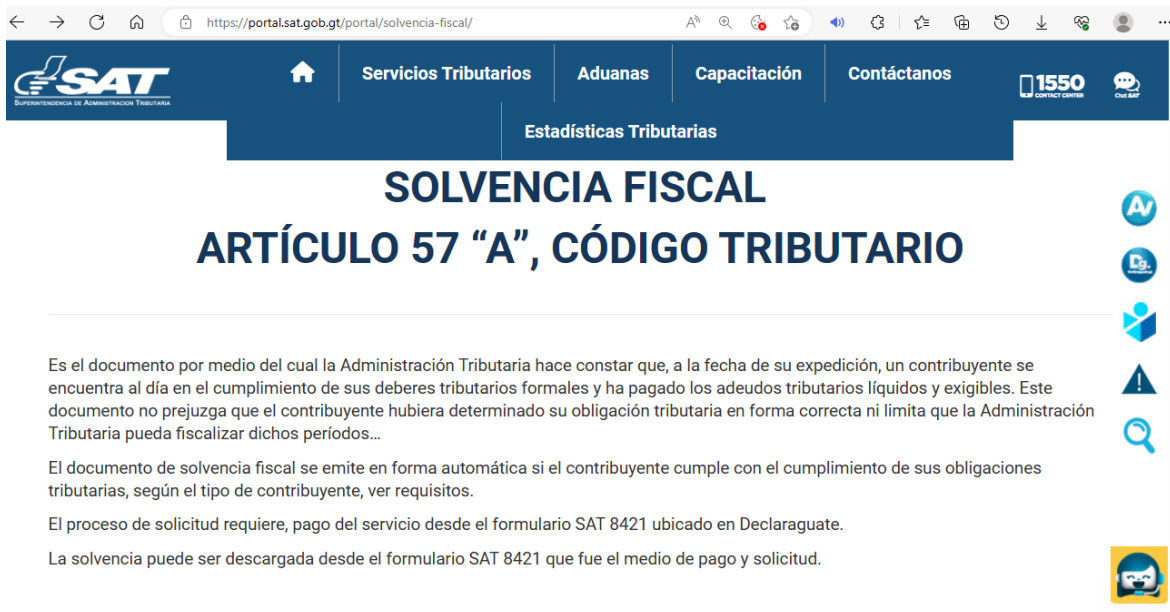 https://portal.sat.gob.gt/portal/solvencia-fiscal/
SAT
SUPERINTENDENCIA DE ADMINISTRACION TRIBUTARIA
Servicios Tributarios
Aduanas
Capacitación
Contáctanos
1550
CONTACT CENTER
Chat SAT
Estadísticas Tributarias
SOLVENCIA FISCAL
ARTÍCULO 57 “A”, CÓDIGO TRIBUTARIO
Av
Dg.
Es el documento por medio del cual la Administración Tributaria hace constar que, a la fecha de su expedición, un contribuyente se
encuentra al día en el cumplimiento de sus deberes tributarios formales y ha pagado los adeudos tributarios líquidos y exigibles. Este
documento no prejuzga que el contribuyente hubiera determinado su obligación tributaria en forma correcta ni limita que la Administración
Tributaria pueda fiscalizar dichos períodos…
El documento de solvencia fiscal se emite en forma automática si el contribuyente cumple con el cumplimiento de sus obligaciones
tributarias, según el tipo de contribuyente, ver requisitos.
El proceso de solicitud requiere, pago del servicio desde el formulario SAT 8421 ubicado en Declaraguate.
La solvencia puede ser descargada desde el formulario SAT 8421 que fue el medio de pago y solicitud.